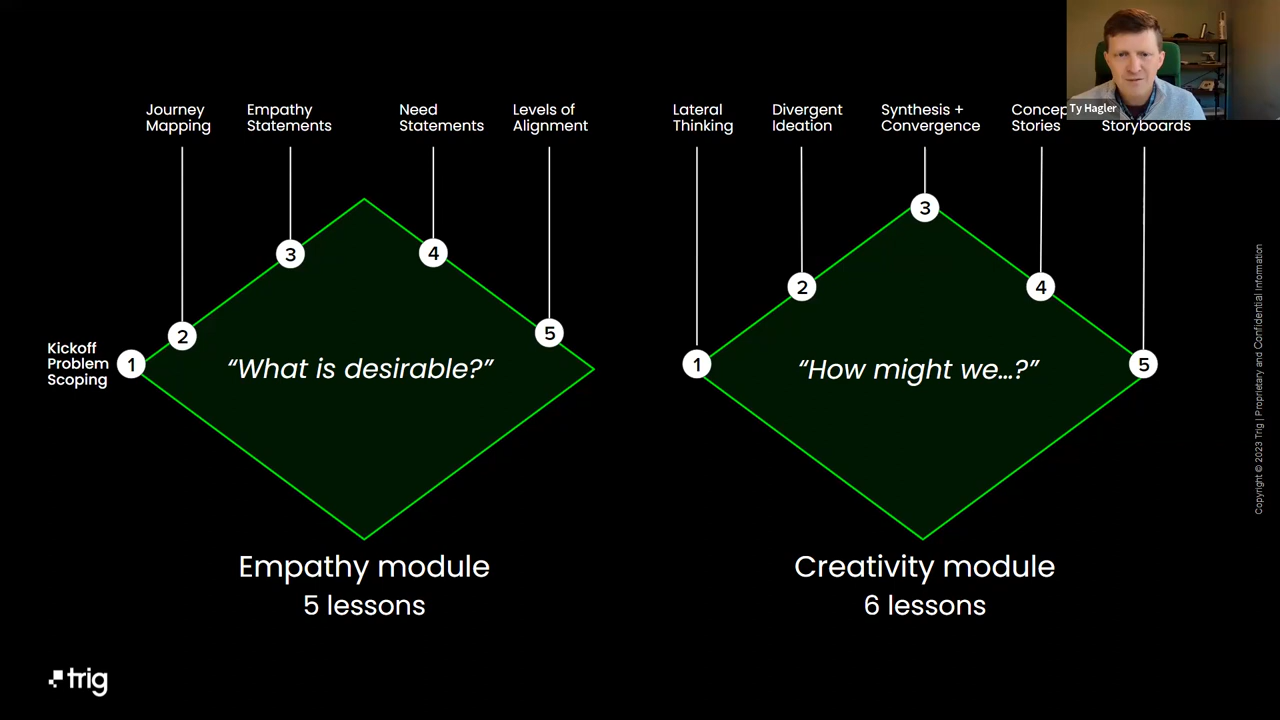 Ty Hagler
Journey
Mapping
Empathy
Statements
Need
Statements
Levels of
Alignment
Lateral
Thinking
Divergent
Ideation
Synthesis +
Convergence
Concep
Stories
Storyboards
3
4
2
5
Kickoff
Problem
Scoping
1
“What is desirable?”
3
2
4
1
5
“How might we...?”
Empathy module
5 lessons
Creativity module
6 lessons
trig
Copyright © 2023 Trig | Proprietary and Confidential Information